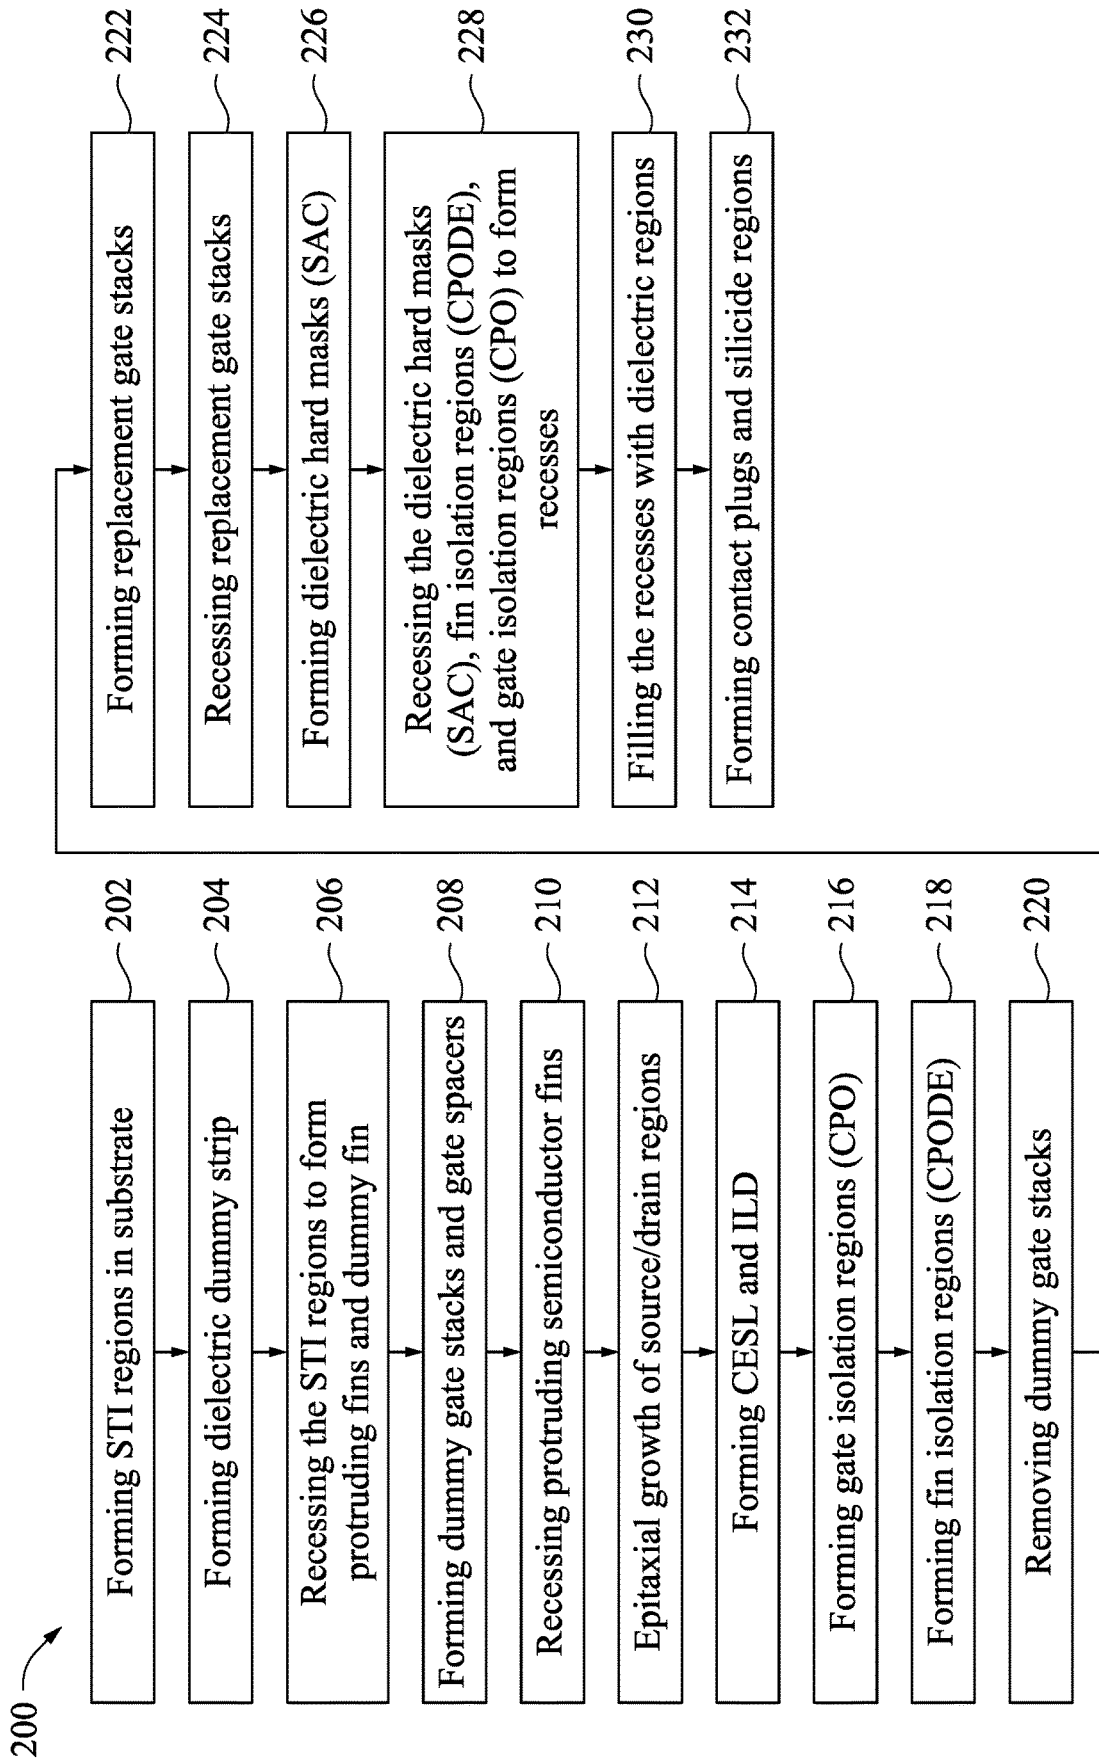 200
Forming STI regions in substrate
202
Forming dielectric dummy strip
204
Recessing the STI regions to form
protruding fins and dummy fin
206
Forming dummy gate stacks and gate spacers
208
Recessing protruding semiconductor fins
210
Epitaxial growth of source/drain regions
212
Forming CESL and ILD
214
Forming gate isolation regions (CPO)
216
Forming fin isolation regions (CPODE)
218
Removing dummy gate stacks
220
Forming replacement gate stacks
222
Recessing replacement gate stacks
224
Forming dielectric hard masks (SAC)
226
Recessing the dielectric hard masks
(SAC), fin isolation regions (CPODE),
and gate isolation regions (CPO) to form
recesses
228
Filling the recesses with dielectric regions
230
Forming contact plugs and silicide regions
232